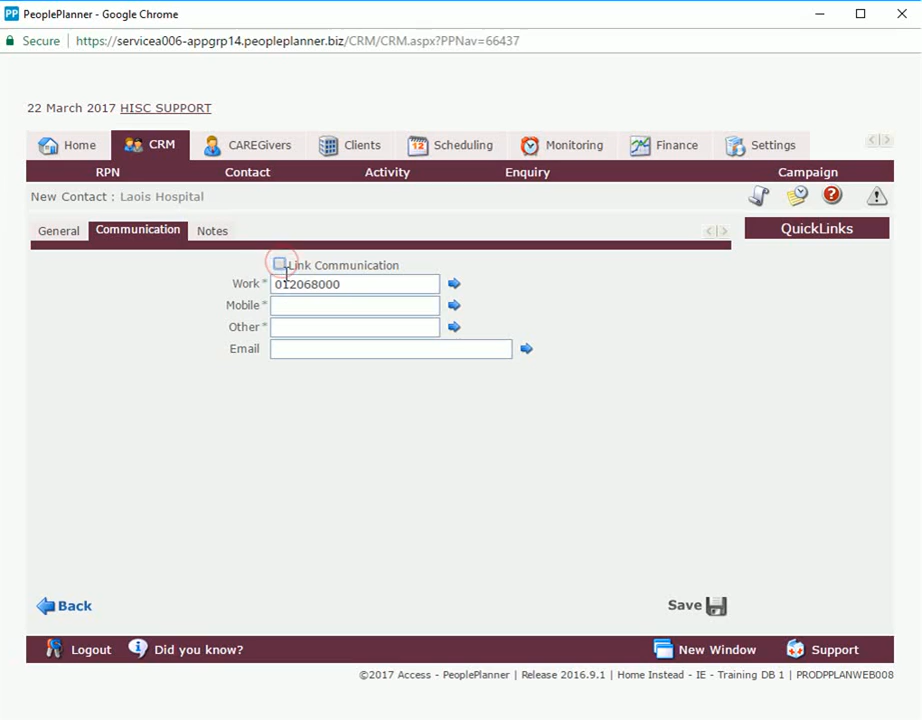 PP PeoplePlanner - Google Chrome
Secure | https://servicea006-appgrp14.peopleplanner.biz/CRM/CRM.aspx?PPNav=66437
22 March 2017 HISC SUPPORT
Home CRM CAREGivers Clients 12 Scheduling Monitoring Finance Settings
RPN Contact Activity Enquiry Campaign
New Contact : Laois Hospital
General Communication Notes QuickLinks
Link Communication
Work * 012068000
Mobile *
Other *
Email
Back Save
Logout Did you know? New Window Support
©2017 Access - PeoplePlanner | Release 2016.9.1 | Home Instead - IE - Training DB 1 | PRODPPLANWEB008